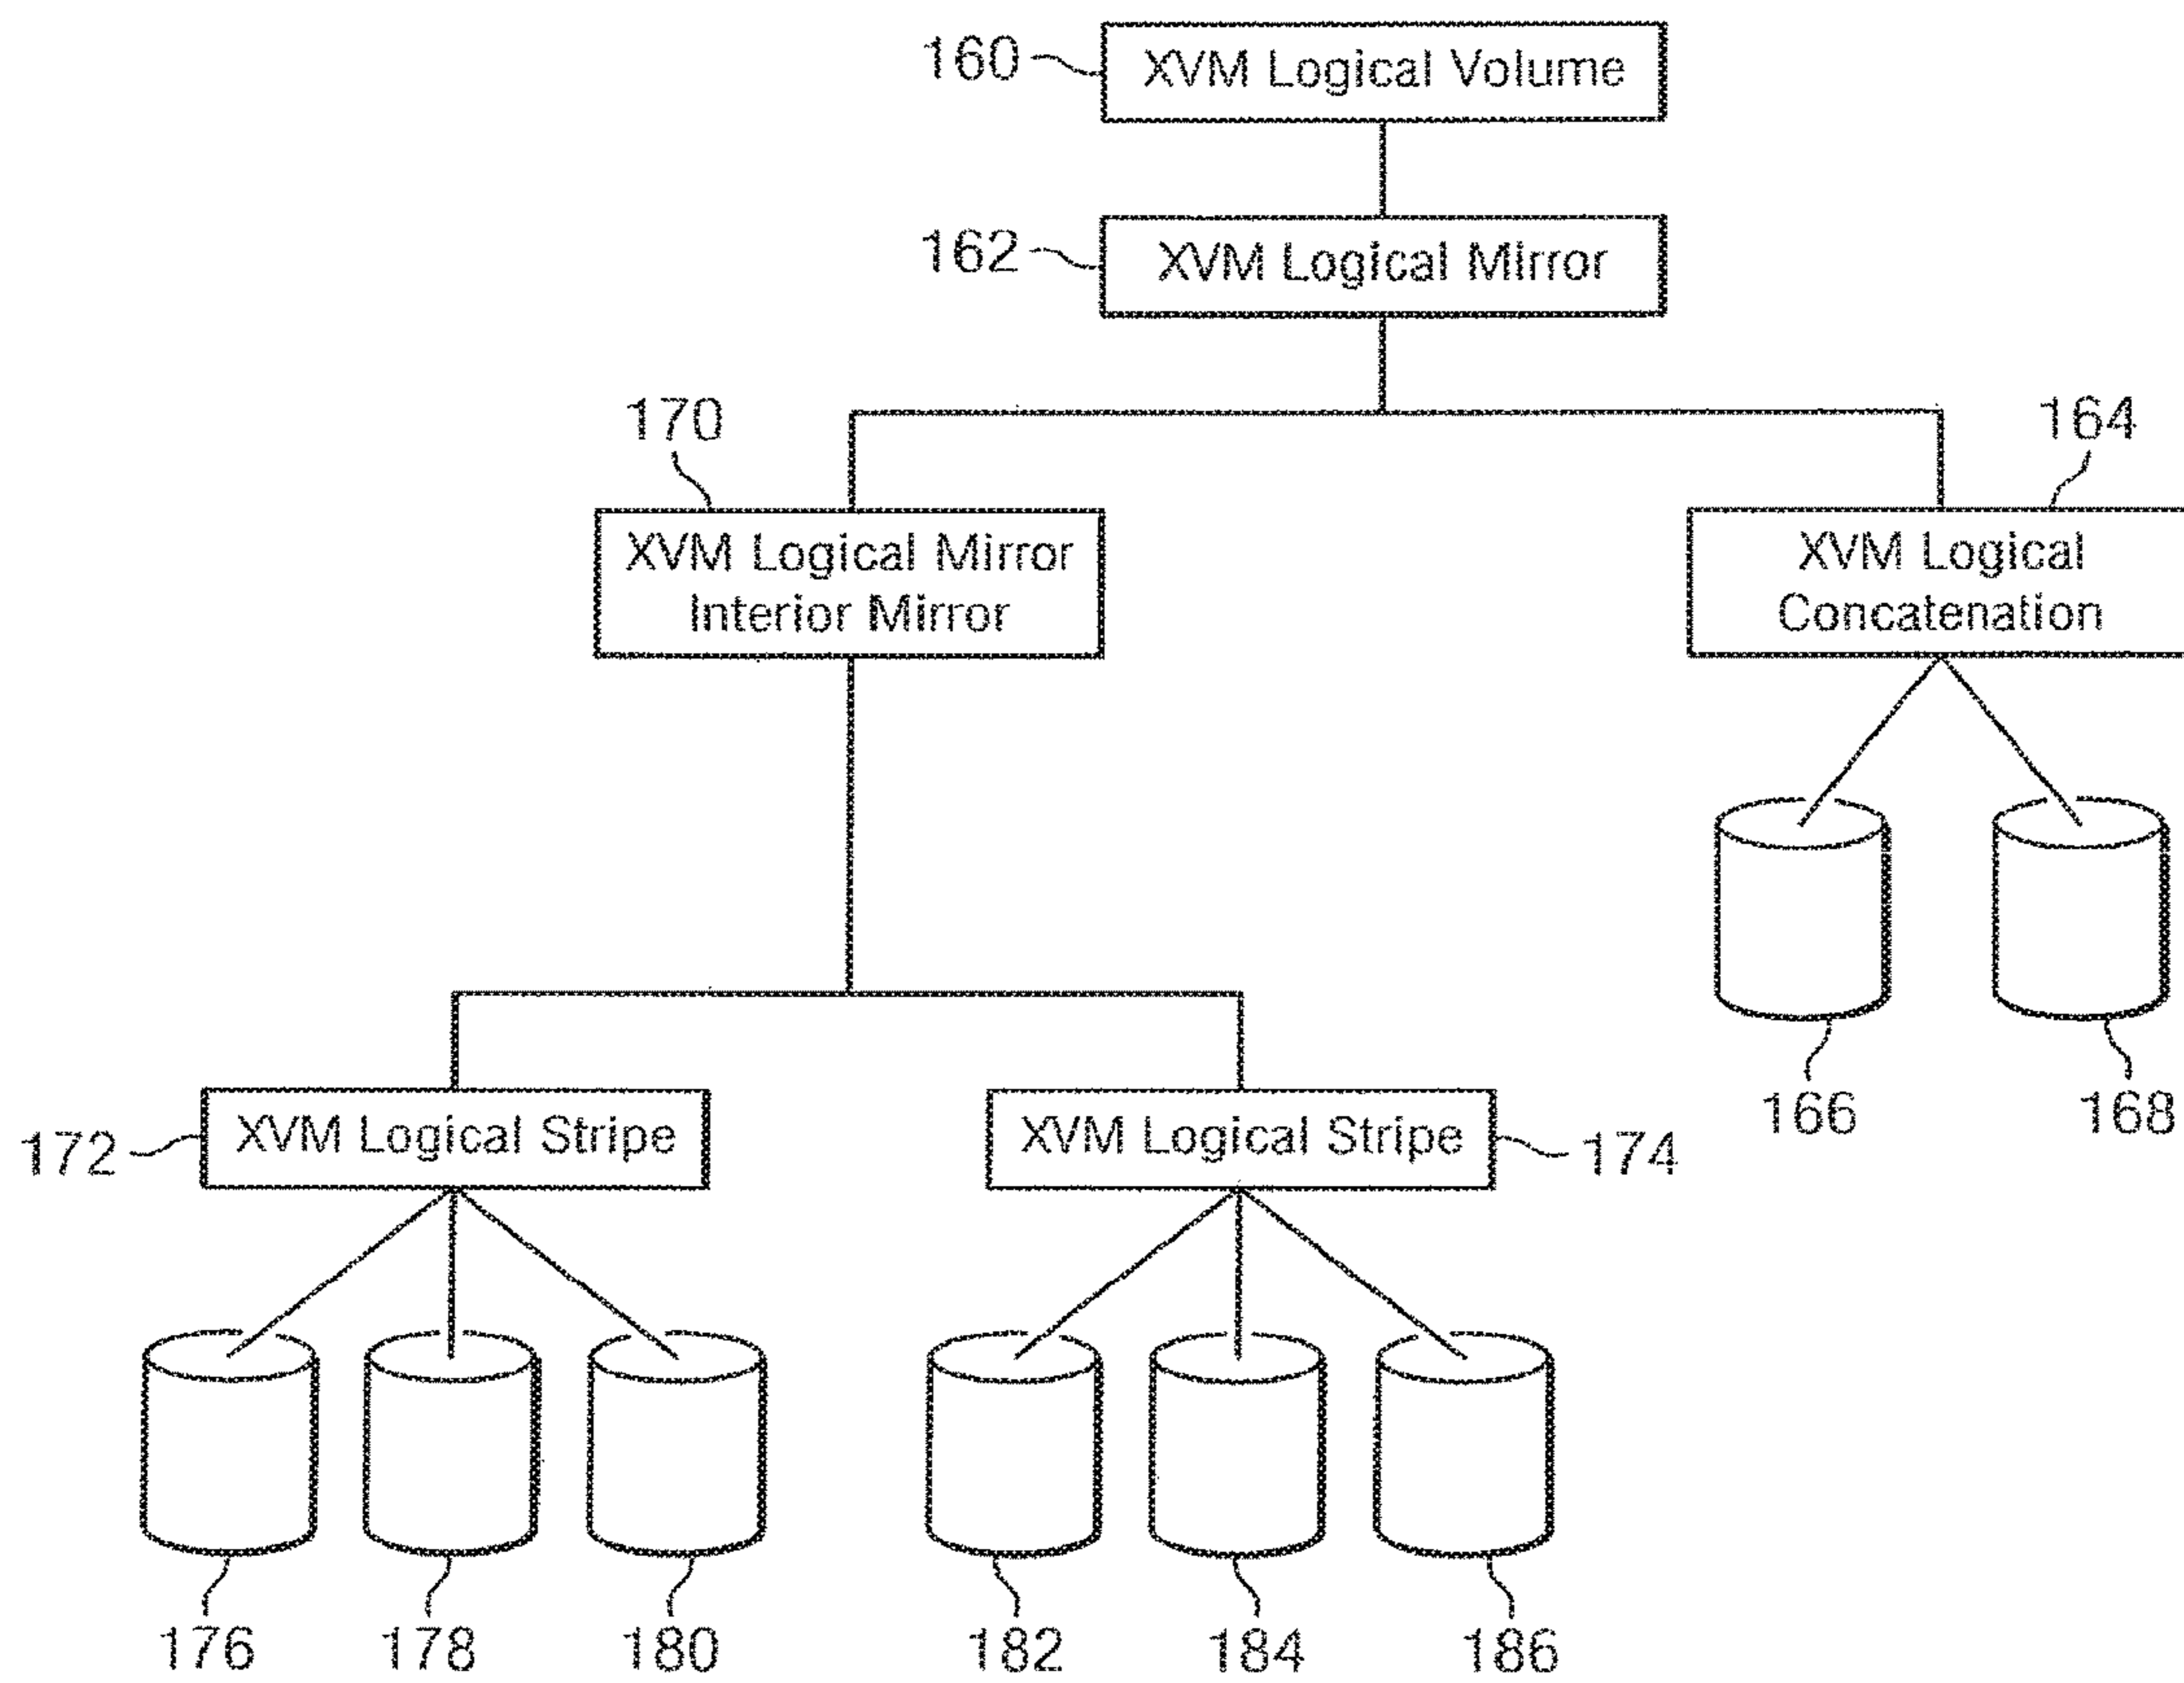 160
XVM Logical Volume
162
XVM Logical Mirror
170
164
XVM Logical Mirror
Interior Mirror
XVM Logical
Concatenation
166
168
172
XVM Logical Stripe
XVM Logical Stripe
174
176
178
180
182
184
186